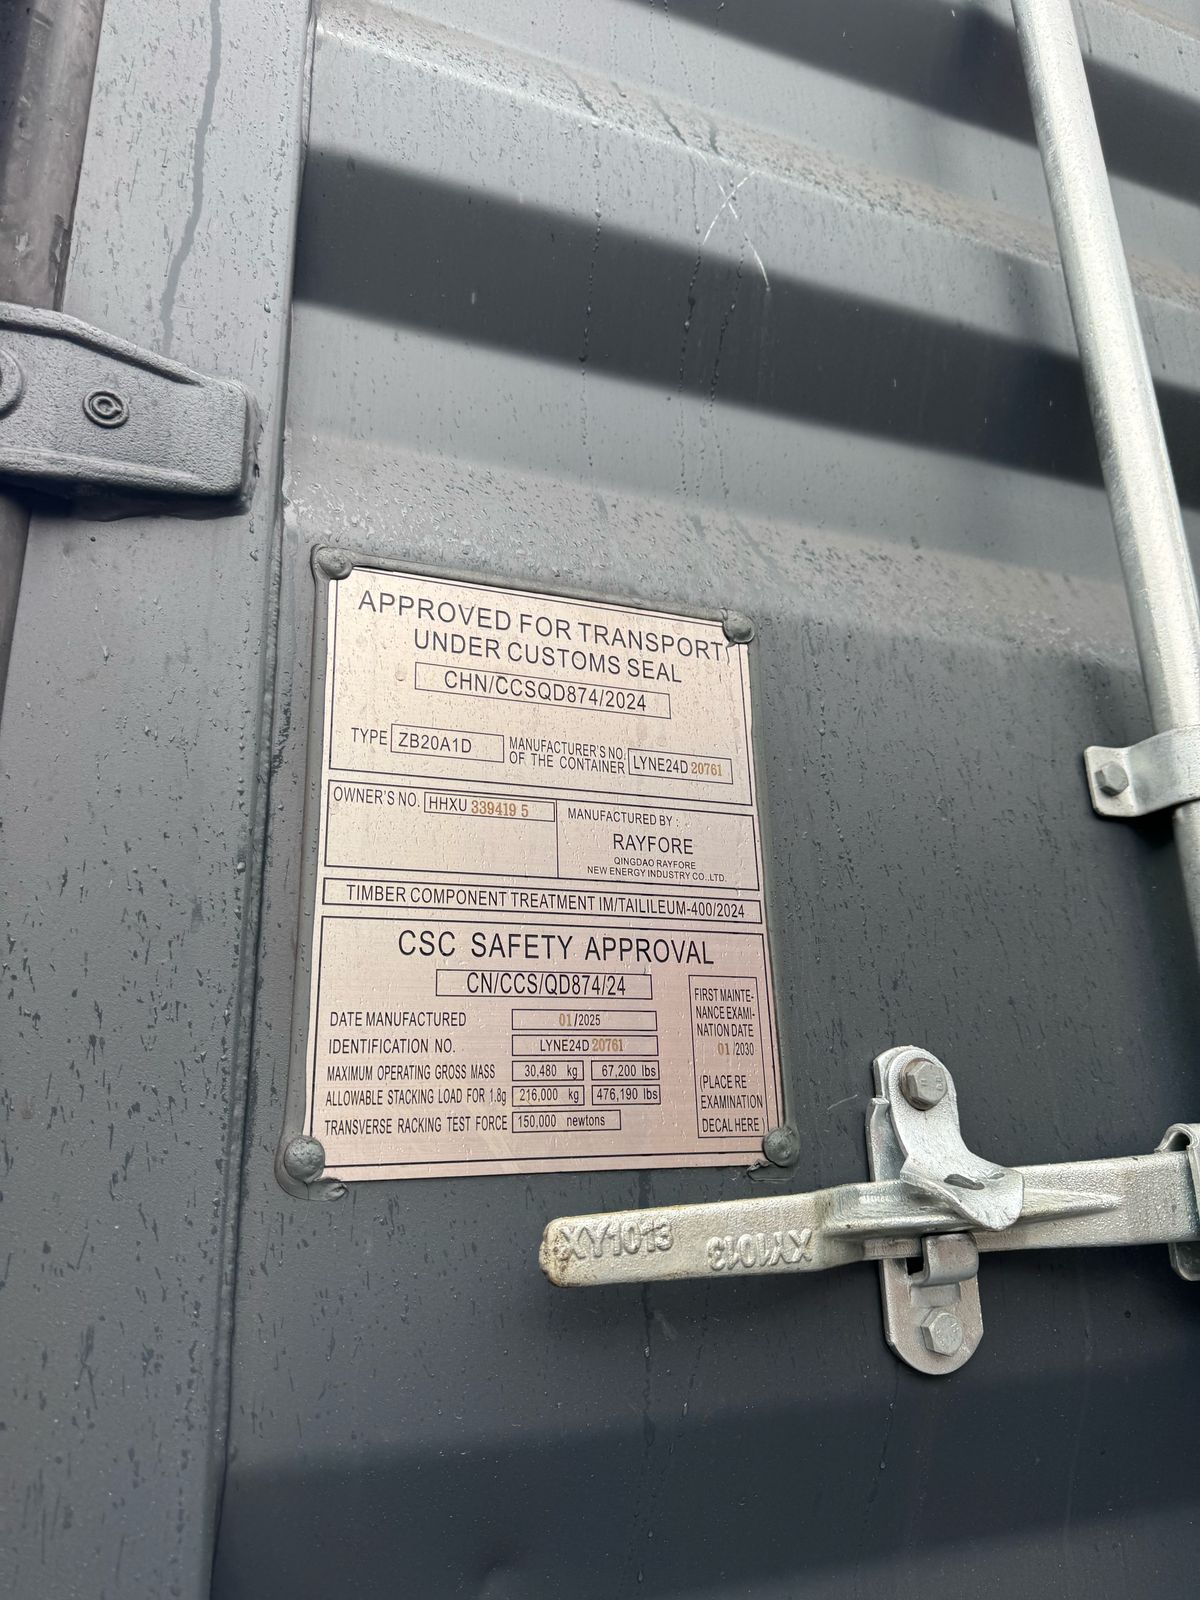 APPROVED FOR TRANSPORT
UNDER CUSTOMS SEAL
CHN/CCSQD874/2024
TYPE ZB20A1D
MANUFACTURER'S NO.
OF THE CONTAINER LYNE24D 20761
OWNER'S NO. HHXU 339419 5
MANUFACTURED BY :
RAYFORE
QINGDAO RAYFORE
NEW ENERGY INDUSTRY CO.,LTD.
TIMBER COMPONENT TREATMENT IM/TAILILEUM-400/2024
CSC SAFETY APPROVAL
CN/CCS/QD874/24
DATE MANUFACTURED 01/2025
IDENTIFICATION NO. LYNE24D 20761
MAXIMUM OPERATING GROSS MASS 30,480 kg 67,200 lbs
ALLOWABLE STACKING LOAD FOR 1.8g 216,000 kg 476,190 lbs
TRANSVERSE RACKING TEST FORCE 150,000 newtons
FIRST MAINTE-
NANCE EXAMI-
NATION DATE
01 /2030
(PLACE RE
EXAMINATION
DECAL HERE)
XY1013
XY1013